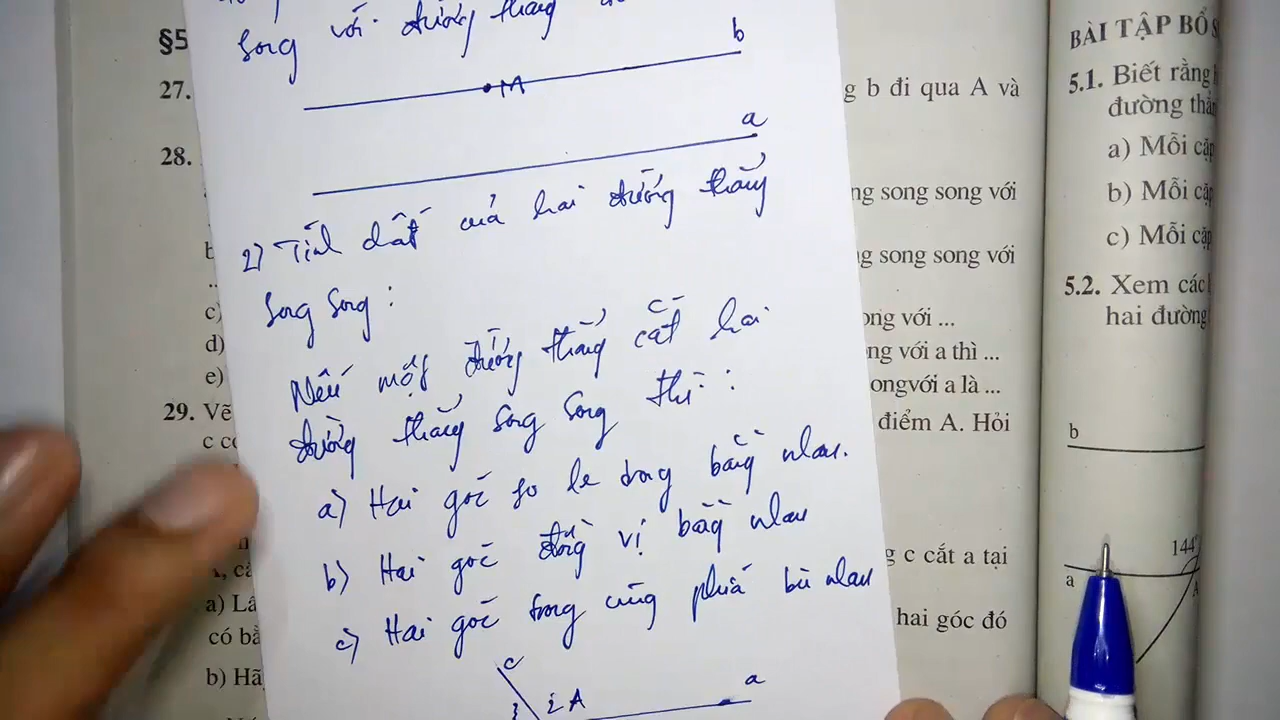 song với đường thẳng
b
M
a
2) Tính chất của hai đường thẳng
song song :
Nếu một đường thẳng cắt hai
đường thẳng song song thì :
a) Hai góc so le trong bằng nhau.
b) Hai góc đồng vị bằng nhau
c) Hai góc trong cùng phía bù nhau
c
2 A
a
§5
27.
g b đi qua A và
28.
ng song song với
b
g song song với
...
c)
ong với ...
d)
ng với a thì ...
e)
ongvới a là ...
29. Vẽ
điểm A. Hỏi
c cắt a tại
a) Lấ
hai góc đó
có bằ
b) Hã
BÀI TẬP BỔ S
5.1. Biết rằng
đường thẳ
a) Mỗi cặp
b) Mỗi cặp
c) Mỗi cặp
5.2. Xem các
hai đường
b
144°
a
A